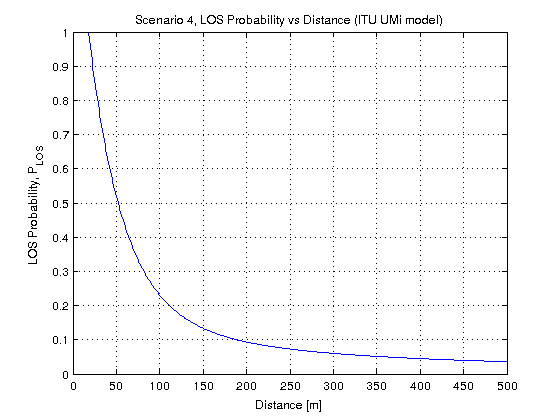 Scenario 4, LOS Probability vs Distance (ITU UMi model)
1
0.9
0.8
0.7
0.6
0.5
0.4
0.3
0.2
0.1
0
LOS Probability, P_LOS
0 50 100 150 200 250 300 350 400 450 500
Distance [m]